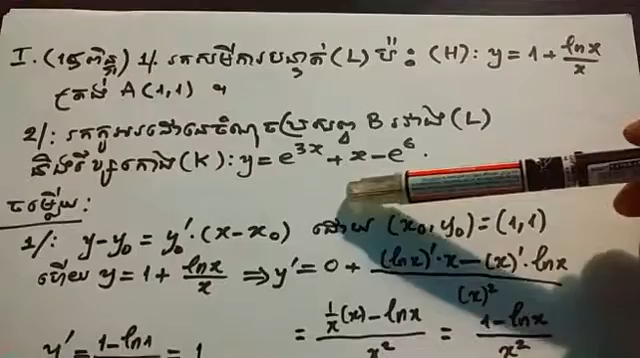 I. (15ពិន្ទុ) 1/. រកសមីការបន្ទាត់ (L) ប៉ះ (H): y = 1 + lnx/x
ត្រង់ A(1,1) ។
2/. រកកូអរដោនេចំណុចប្រសព្វ B រវាង (L)
និងខ្សែកោង (K): y = e^{3x} + x - e^6.
ចម្លើយ:
1/. y - y₀ = y₀'·(x - x₀) ដោយ (x₀, y₀) = (1,1)
ហើយ y = 1 + lnx/x ⇒ y' = 0 + ((lnx)'·x - (x)'·lnx)/(x)²
= (1/x (x) - lnx)/x² = (1 - lnx)/x²
y' = (1 - ln1)/ = 1